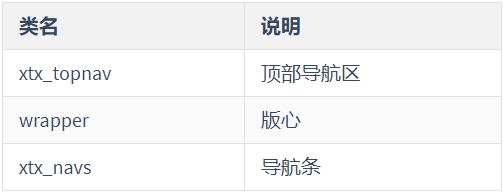 类名 说明
xtx_topnav 顶部导航区
wrapper 版心
xtx_navs 导航条